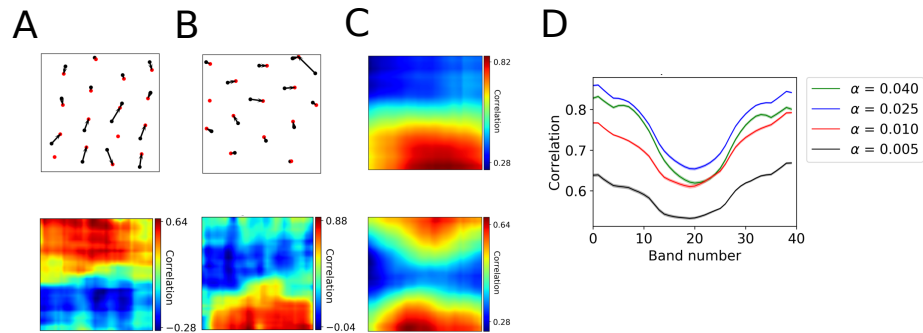 A B C D
0.82
Correlation
0.28
0.64
Correlation
−0.28
0.88
Correlation
−0.04
0.64
Correlation
0.28
Correlation
0.8
0.7
0.6
0 10 20 30 40
Band number
α = 0.040
α = 0.025
α = 0.010
α = 0.005